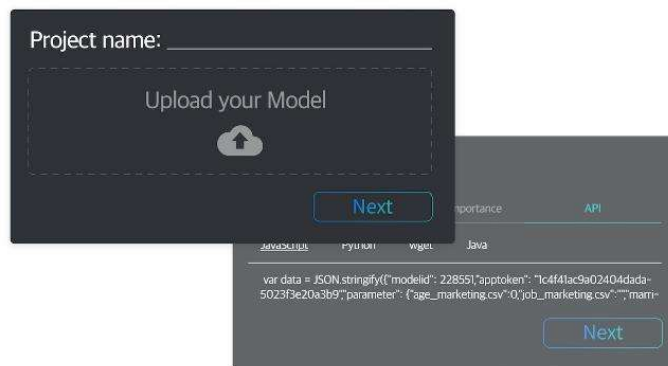 Project name:
Upload your Model
Next
mportance API
JavaScript Python wget Java
var data = JSON.stringify({"modelid": 228551,"apptoken": "1c4f41ac9a02404dada-
5023f3e20a3b9","parameter": {"age_marketing.csv":0,"job_marketing.csv":"","marri-
Next